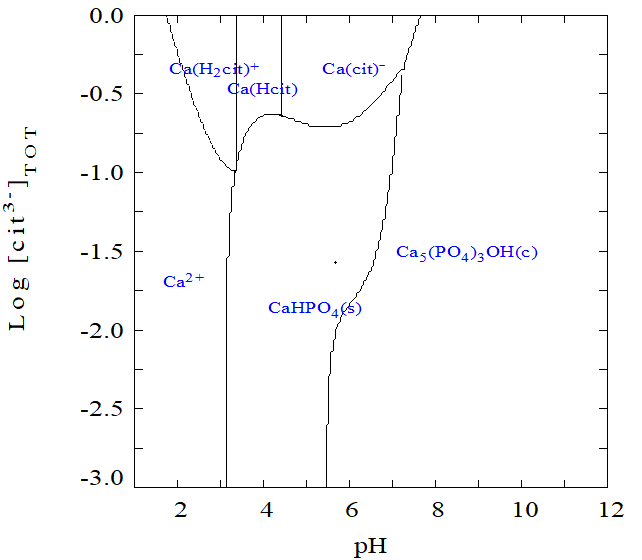 0.0
Ca(H₂cit)⁺
Ca(cit)⁻
Ca(Hcit)
-0.5
-1.0
Log [cit³⁻]TOT
-1.5
Ca₅(PO₄)₃OH(c)
Ca²⁺
CaHPO₄(s)
-2.0
-2.5
-3.0
2 4 6 8 10 12
pH